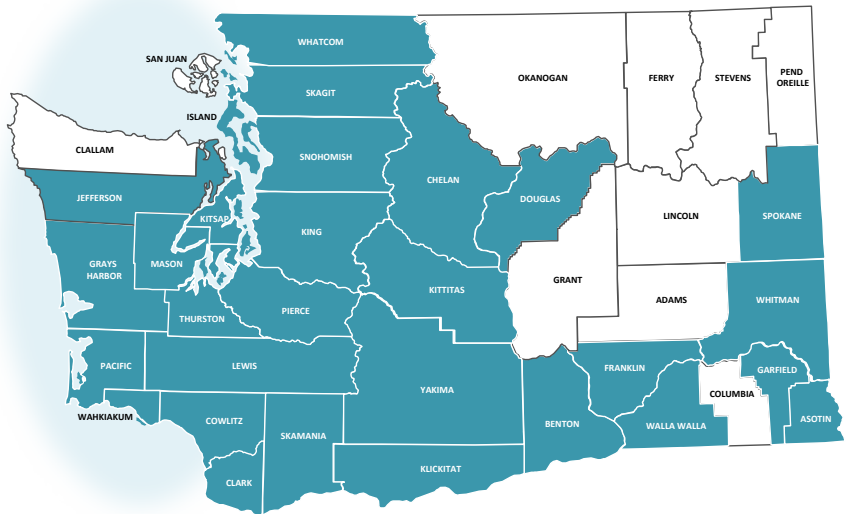 WHATCOM
SAN JUAN
OKANOGAN
FERRY
STEVENS
PEND
OREILLE
SKAGIT
ISLAND
CLALLAM
SNOHOMISH
CHELAN
JEFFERSON
DOUGLAS
KITSAP
LINCOLN
SPOKANE
KING
GRAYS
HARBOR
MASON
GRANT
KITTITAS
ADAMS
WHITMAN
THURSTON
PIERCE
PACIFIC
LEWIS
FRANKLIN
GARFIELD
YAKIMA
COLUMBIA
WAHKIAKUM
COWLITZ
BENTON
WALLA WALLA
ASOTIN
SKAMANIA
KLICKITAT
CLARK